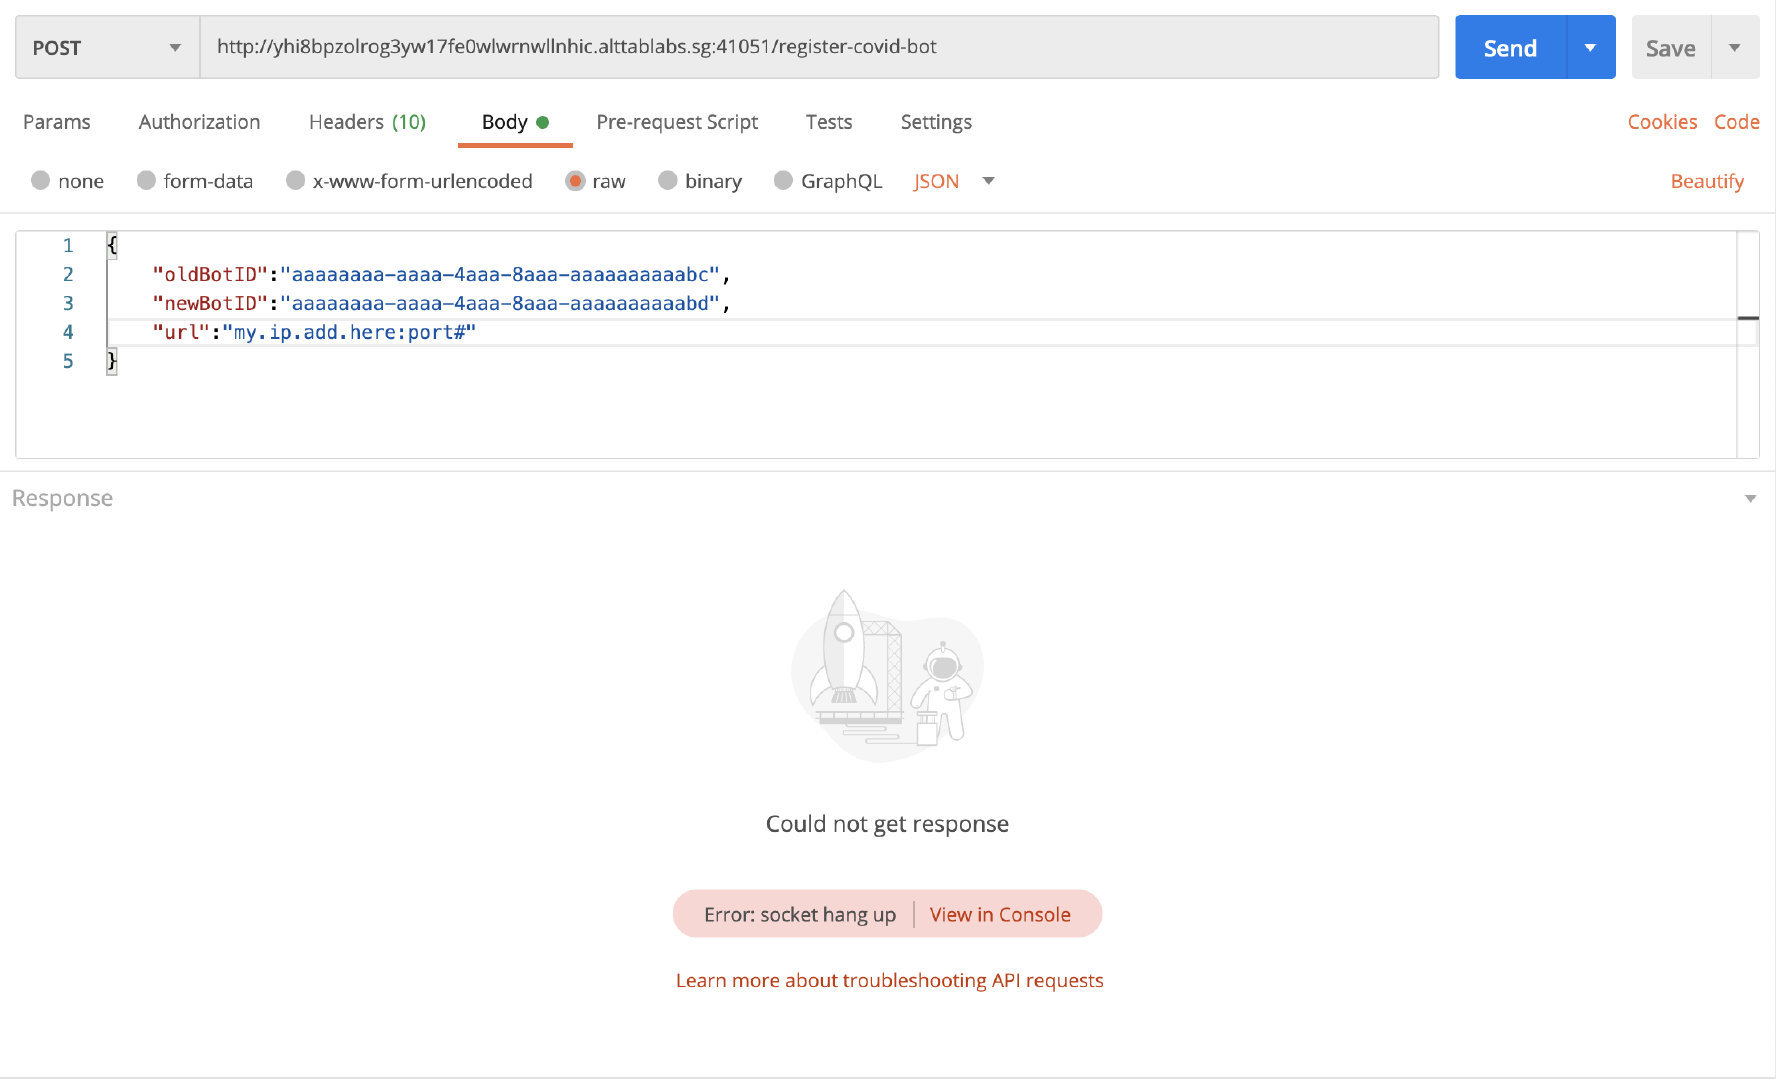 POST http://yhi8bpzolrog3yw17fe0wlwrnwllnhic.alttablabs.sg:41051/register-covid-bot Send Save
Params Authorization Headers (10) Body Pre-request Script Tests Settings Cookies Code
none form-data x-www-form-urlencoded raw binary GraphQL JSON Beautify
1 {
2 "oldBotID":"aaaaaaaa-aaaa-4aaa-8aaa-aaaaaaaaaabc",
3 "newBotID":"aaaaaaaa-aaaa-4aaa-8aaa-aaaaaaaaaabd",
4 "url":"my.ip.add.here:port#"
5 }
Response
Could not get response
Error: socket hang up View in Console
Learn more about troubleshooting API requests